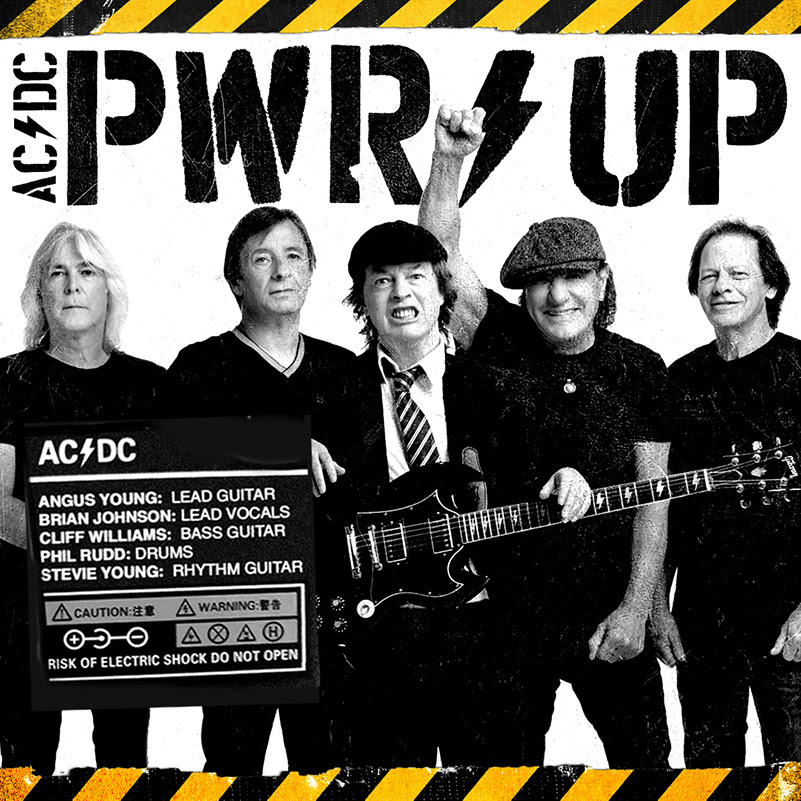 AC⚡DC
PWR⚡UP
AC⚡DC
ANGUS YOUNG: LEAD GUITAR
BRIAN JOHNSON: LEAD VOCALS
CLIFF WILLIAMS: BASS GUITAR
PHIL RUDD: DRUMS
STEVIE YOUNG: RHYTHM GUITAR
CAUTION:注意 WARNING:警告
H
RISK OF ELECTRIC SHOCK DO NOT OPEN